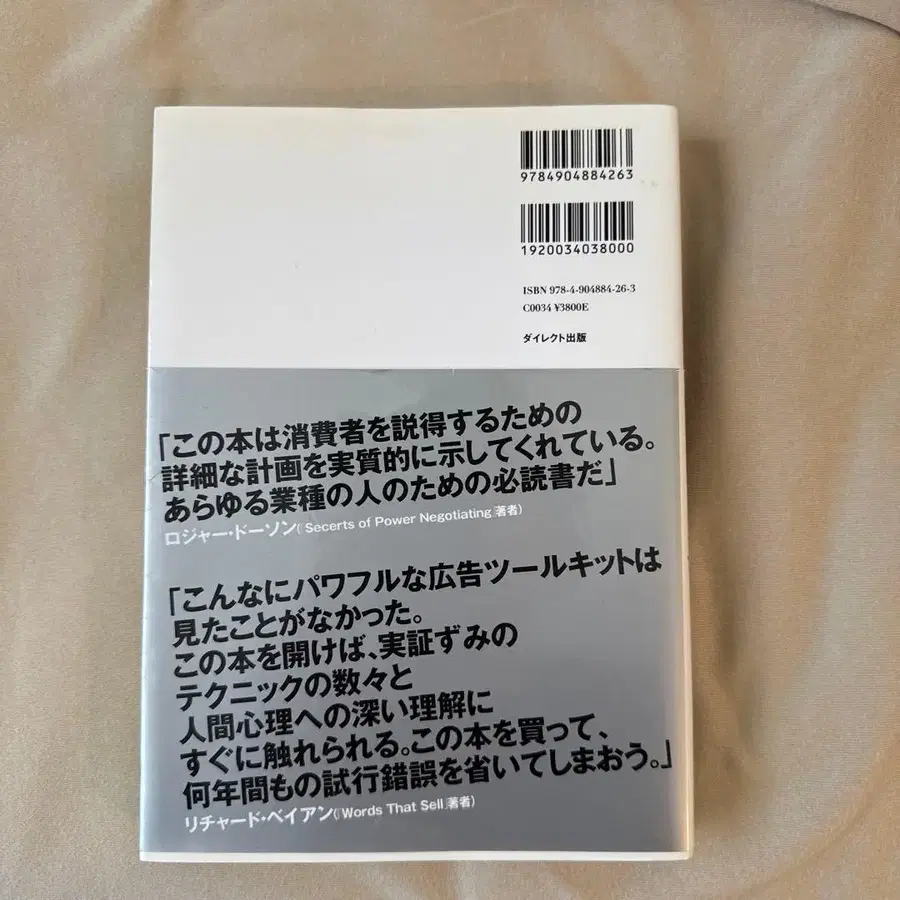 9784904884263
1920034038000
ISBN 978-4-904884-26-3
C0034 ¥3800E
ダイレクト出版
「この本は消費者を説得するための
詳細な計画を実質的に示してくれている。
あらゆる業種の人のための必読書だ」
ロジャー・ドーソン(『Secerts of Power Negotiating』著者)
「こんなにパワフルな広告ツールキットは
見たことがなかった。
この本を開けば、実証ずみの
テクニックの数々と
人間心理への深い理解に
すぐに触れられる。この本を買って、
何年間もの試行錯誤を省いてしまおう。」
リチャード・ベイアン(『Words That Sell』著者)